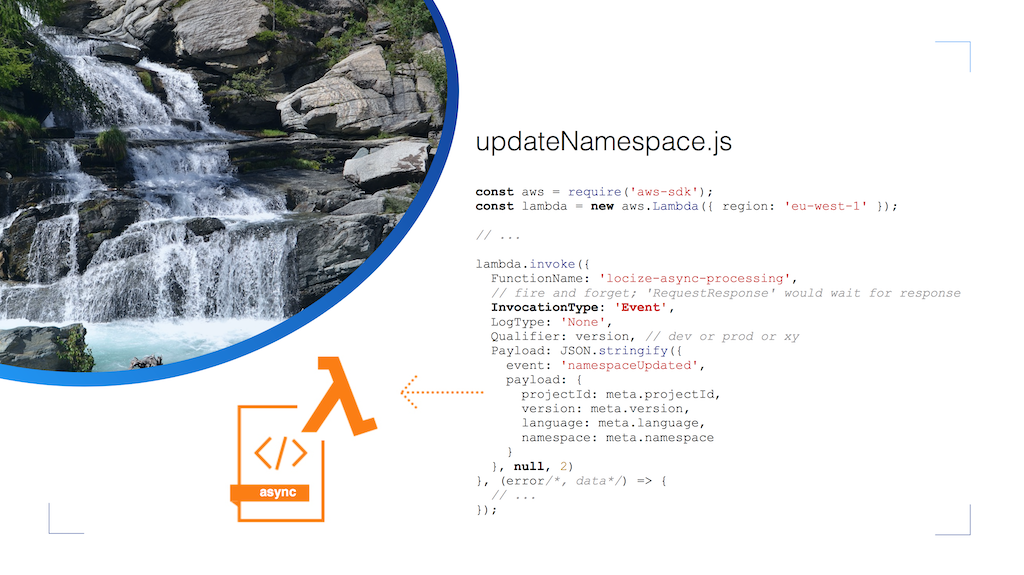 updateNamespace.js
const aws = require('aws-sdk');
const lambda = new aws.Lambda({ region: 'eu-west-1' });
// ...
lambda.invoke({
  FunctionName: 'locize-async-processing',
  // fire and forget; 'RequestResponse' would wait for response
  InvocationType: 'Event',
  LogType: 'None',
  Qualifier: version, // dev or prod or xy
  Payload: JSON.stringify({
    event: 'namespaceUpdated',
    payload: {
      projectId: meta.projectId,
      version: meta.version,
      language: meta.language,
      namespace: meta.namespace
    }
  }, null, 2)
}, (error/*, data*/) => {
  // ...
});
λ
</>
async